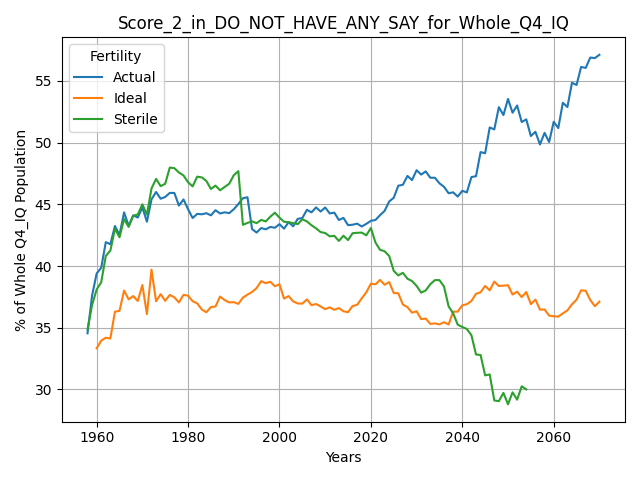 Score_2_in_DO_NOT_HAVE_ANY_SAY_for_Whole_Q4_IQ
Fertility
Actual
Ideal
Sterile
% of Whole Q4_IQ Population
55
50
45
40
35
30
1960
1980
2000
2020
2040
2060
Years